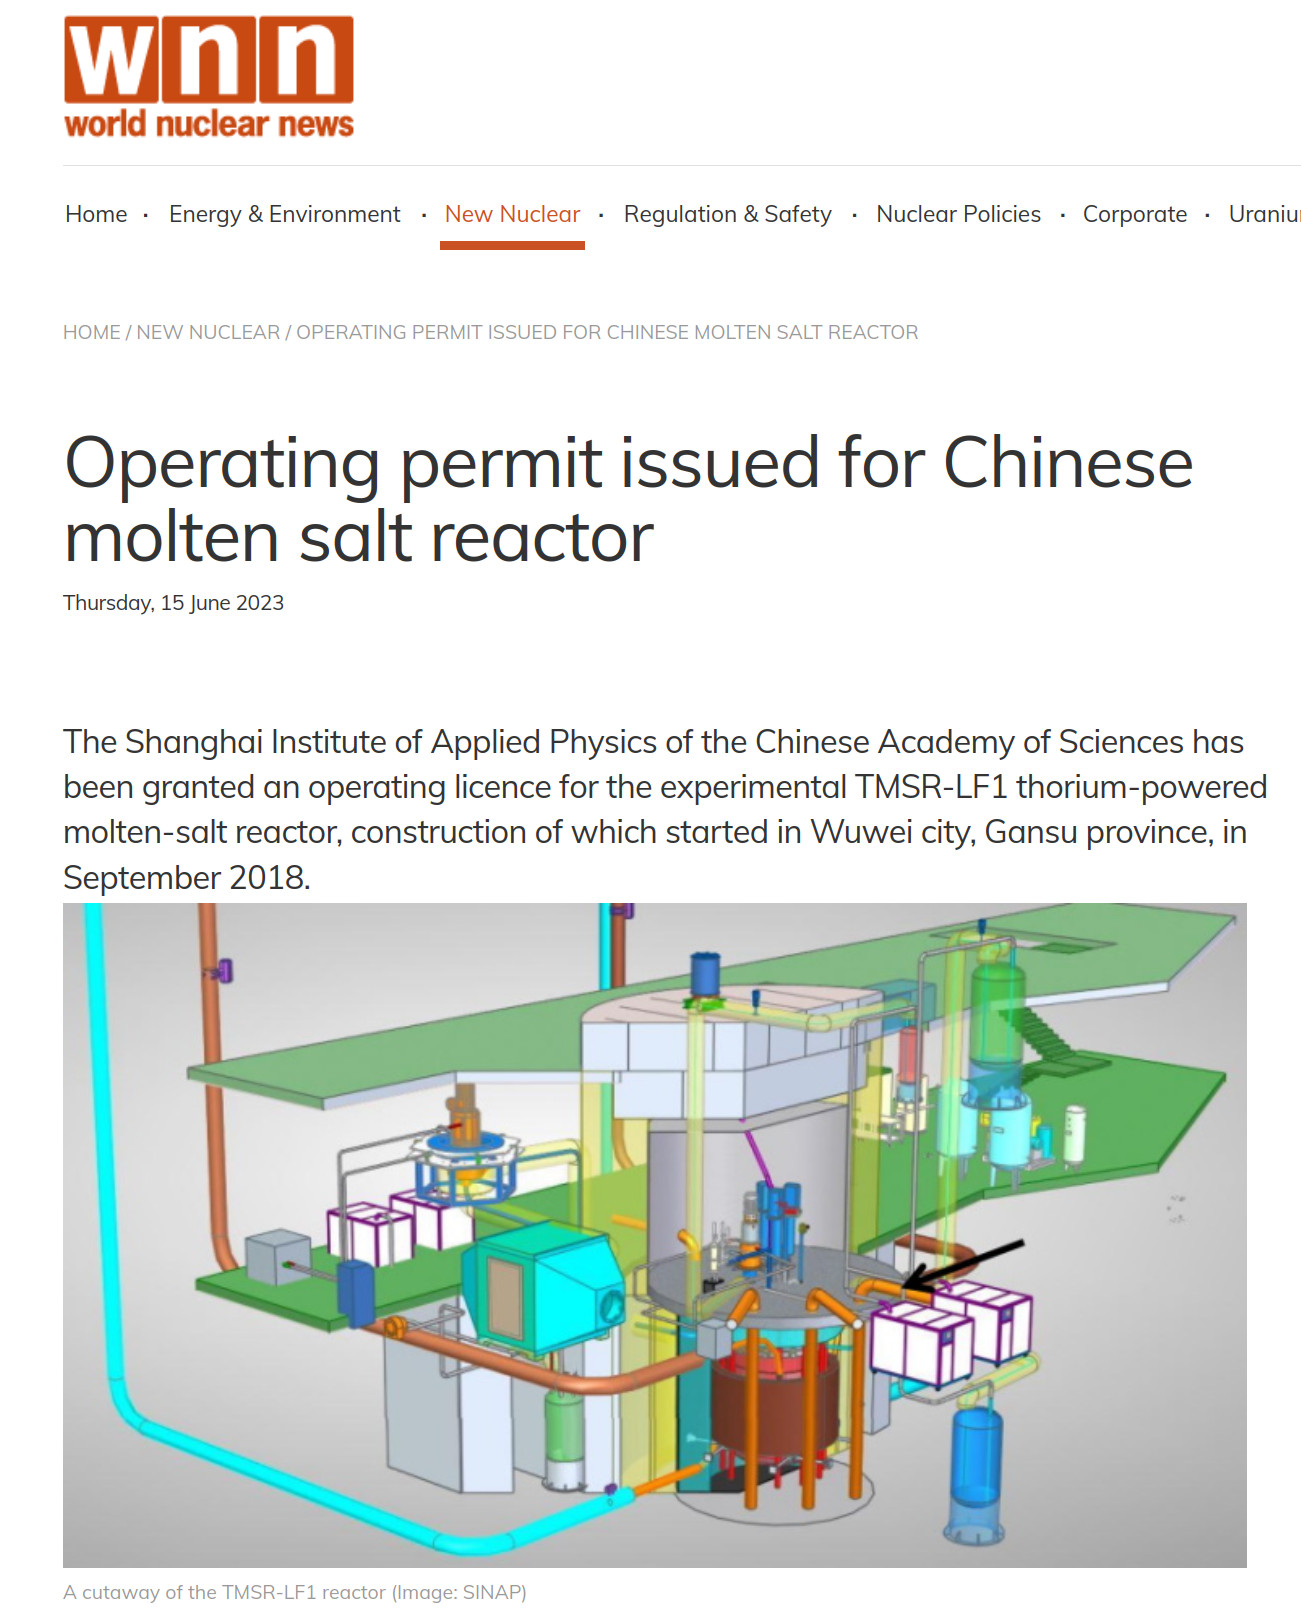 wnn
world nuclear news
Home · Energy & Environment · New Nuclear · Regulation & Safety · Nuclear Policies · Corporate ·
HOME / NEW NUCLEAR / OPERATING PERMIT ISSUED FOR CHINESE MOLTEN SALT REACTOR
Operating permit issued for Chinese
molten salt reactor
Thursday, 15 June 2023
The Shanghai Institute of Applied Physics of the Chinese Academy of Sciences has
been granted an operating licence for the experimental TMSR-LF1 thorium-powered
molten-salt reactor, construction of which started in Wuwei city, Gansu province, in
September 2018.
A cutaway of the TMSR-LF1 reactor (Image: SINAP)